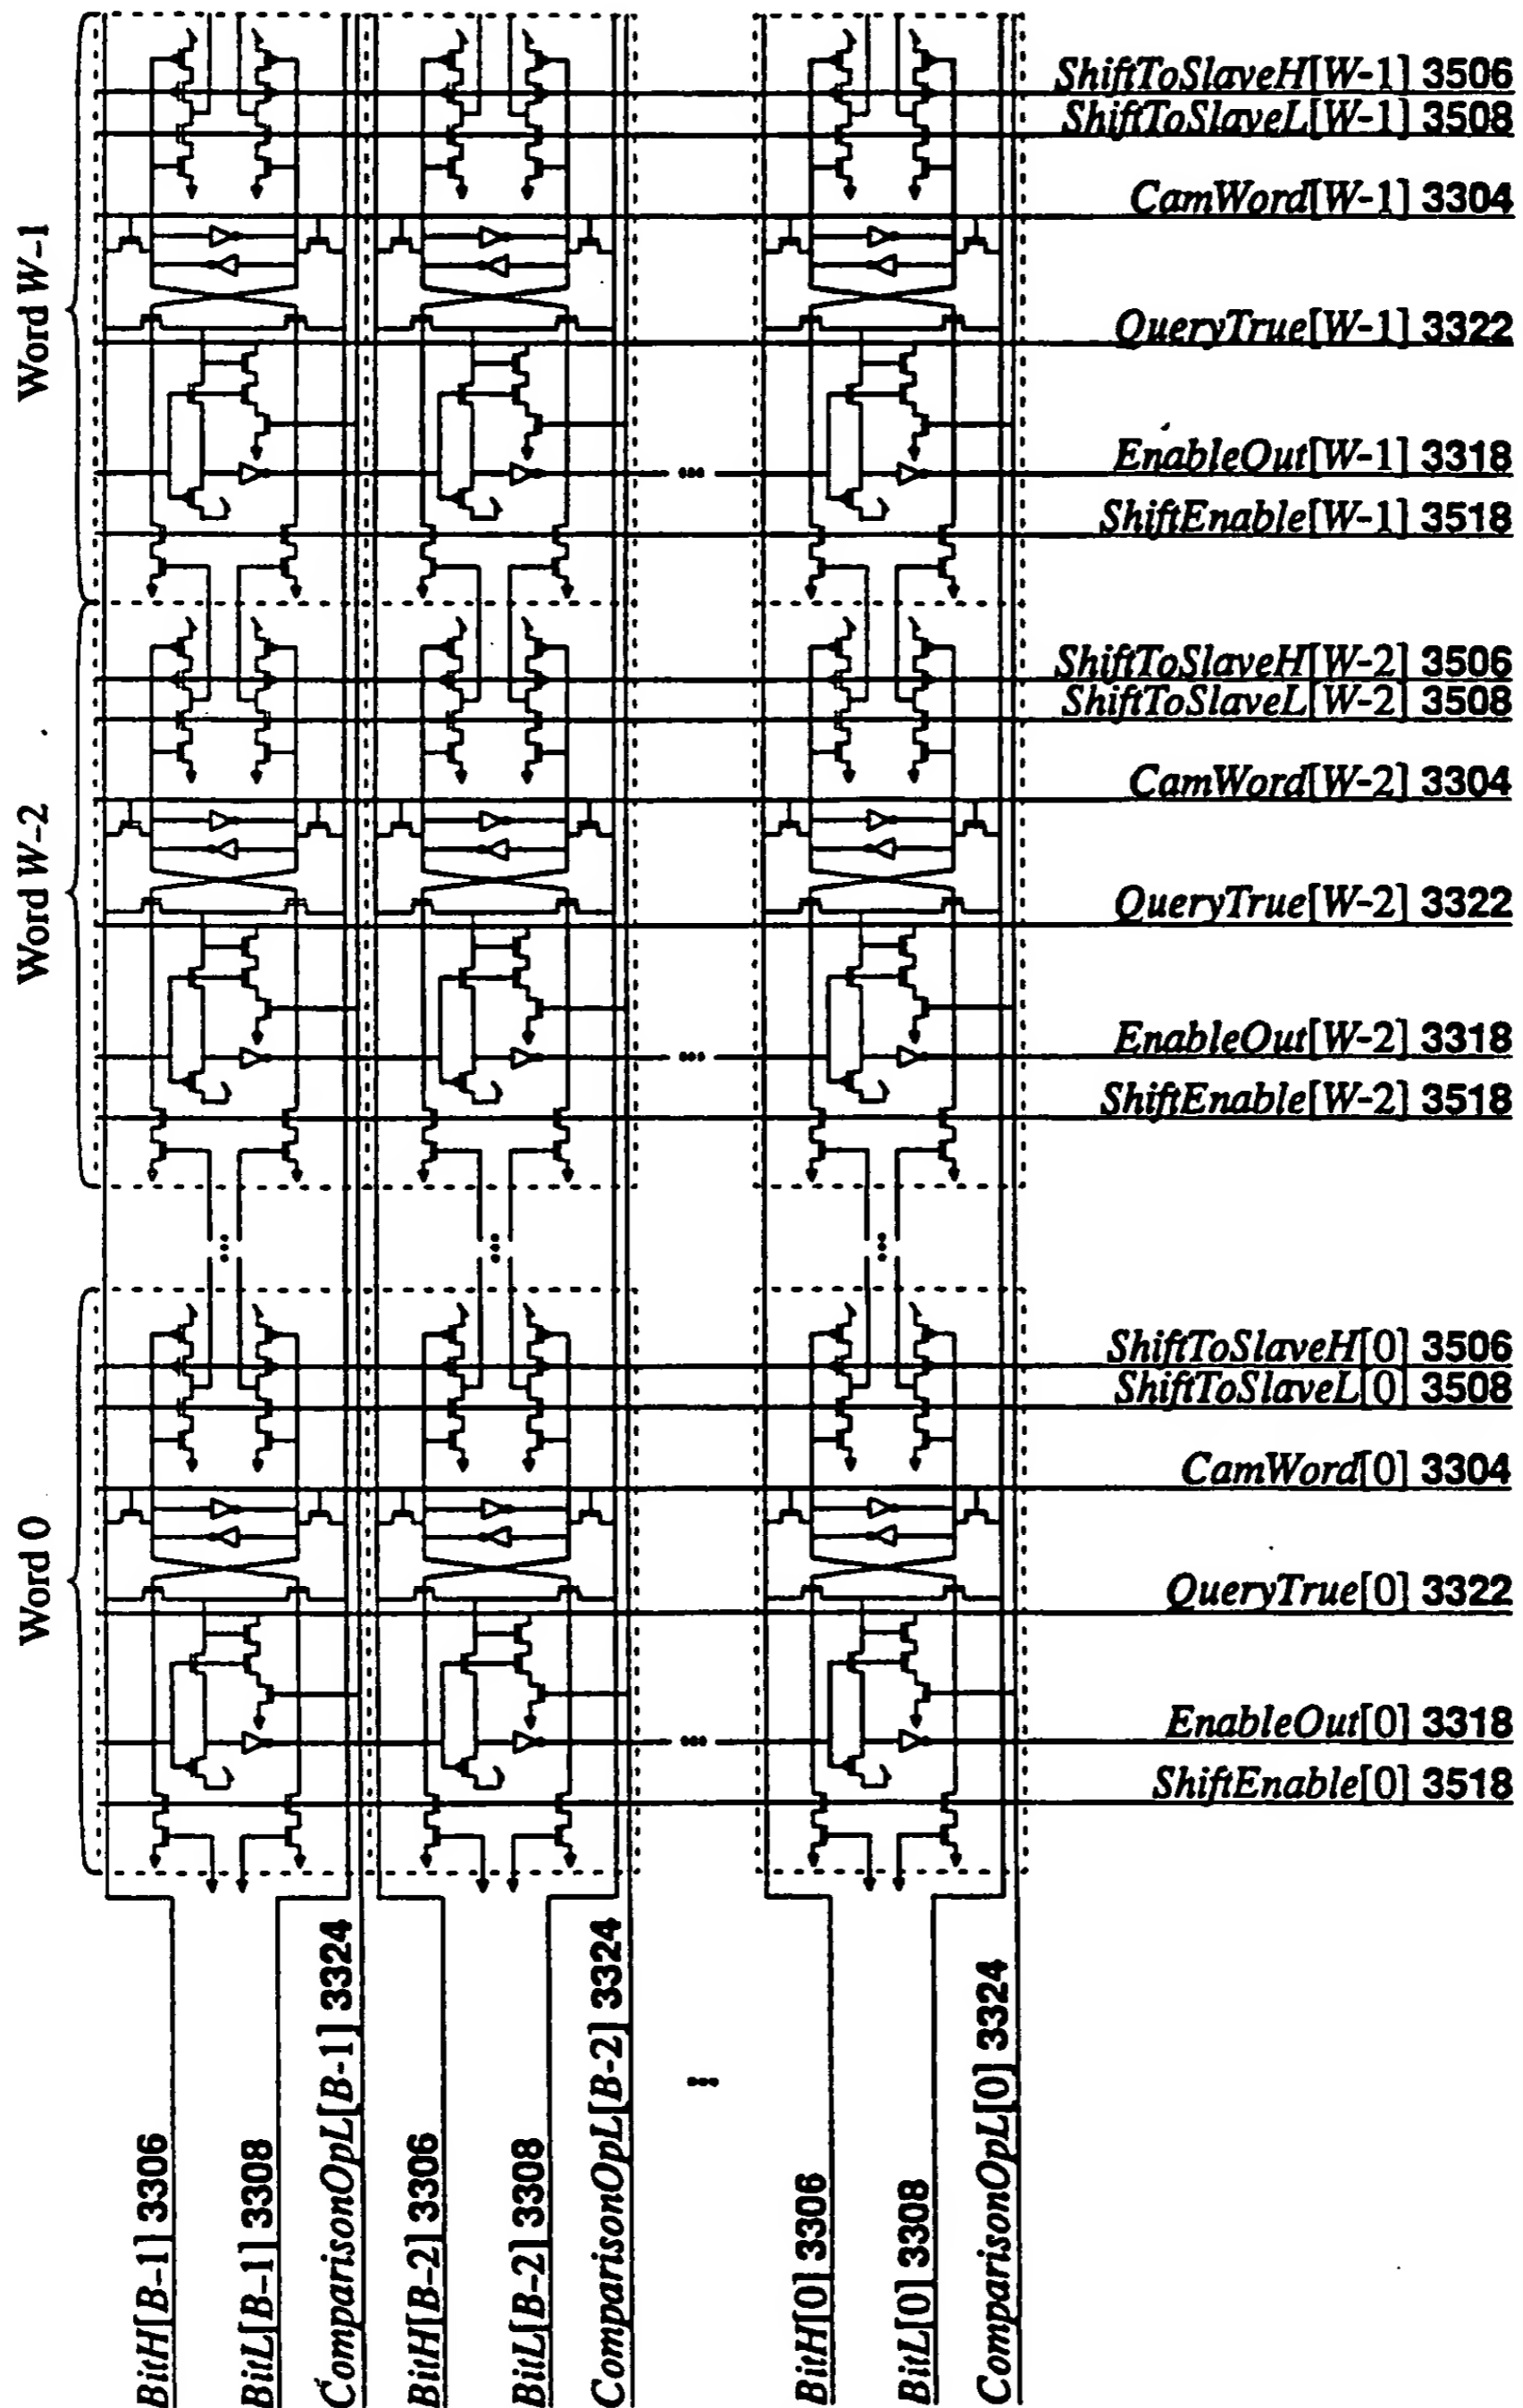 Word W-1
ShiftToSlaveH[W-1] 3506
ShiftToSlaveL[W-1] 3508
CamWord[W-1] 3304
QueryTrue[W-1] 3322
EnableOut[W-1] 3318
...
ShiftEnable[W-1] 3518
Word W-2
ShiftToSlaveH[W-2] 3506
ShiftToSlaveL[W-2] 3508
CamWord[W-2] 3304
QueryTrue[W-2] 3322
EnableOut[W-2] 3318
...
ShiftEnable[W-2] 3518
... ... ...
Word 0
ShiftToSlaveH[0] 3506
ShiftToSlaveL[0] 3508
CamWord[0] 3304
QueryTrue[0] 3322
EnableOut[0] 3318
...
ShiftEnable[0] 3518
BitH[B-1] 3306
BitL[B-1] 3308
ComparisonOpL[B-1] 3324
BitH[B-2] 3306
BitL[B-2] 3308
ComparisonOpL[B-2] 3324
...
BitH[0] 3306
BitL[0] 3308
ComparisonOpL[0] 3324